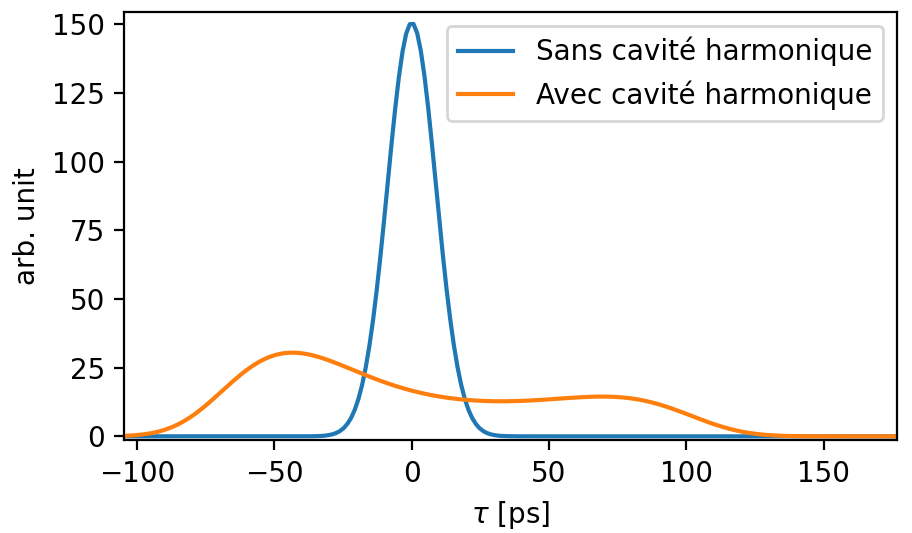 150
125
100
75
50
25
0
arb. unit
Sans cavité harmonique
Avec cavité harmonique
−100 −50 0 50 100 150
τ [ps]